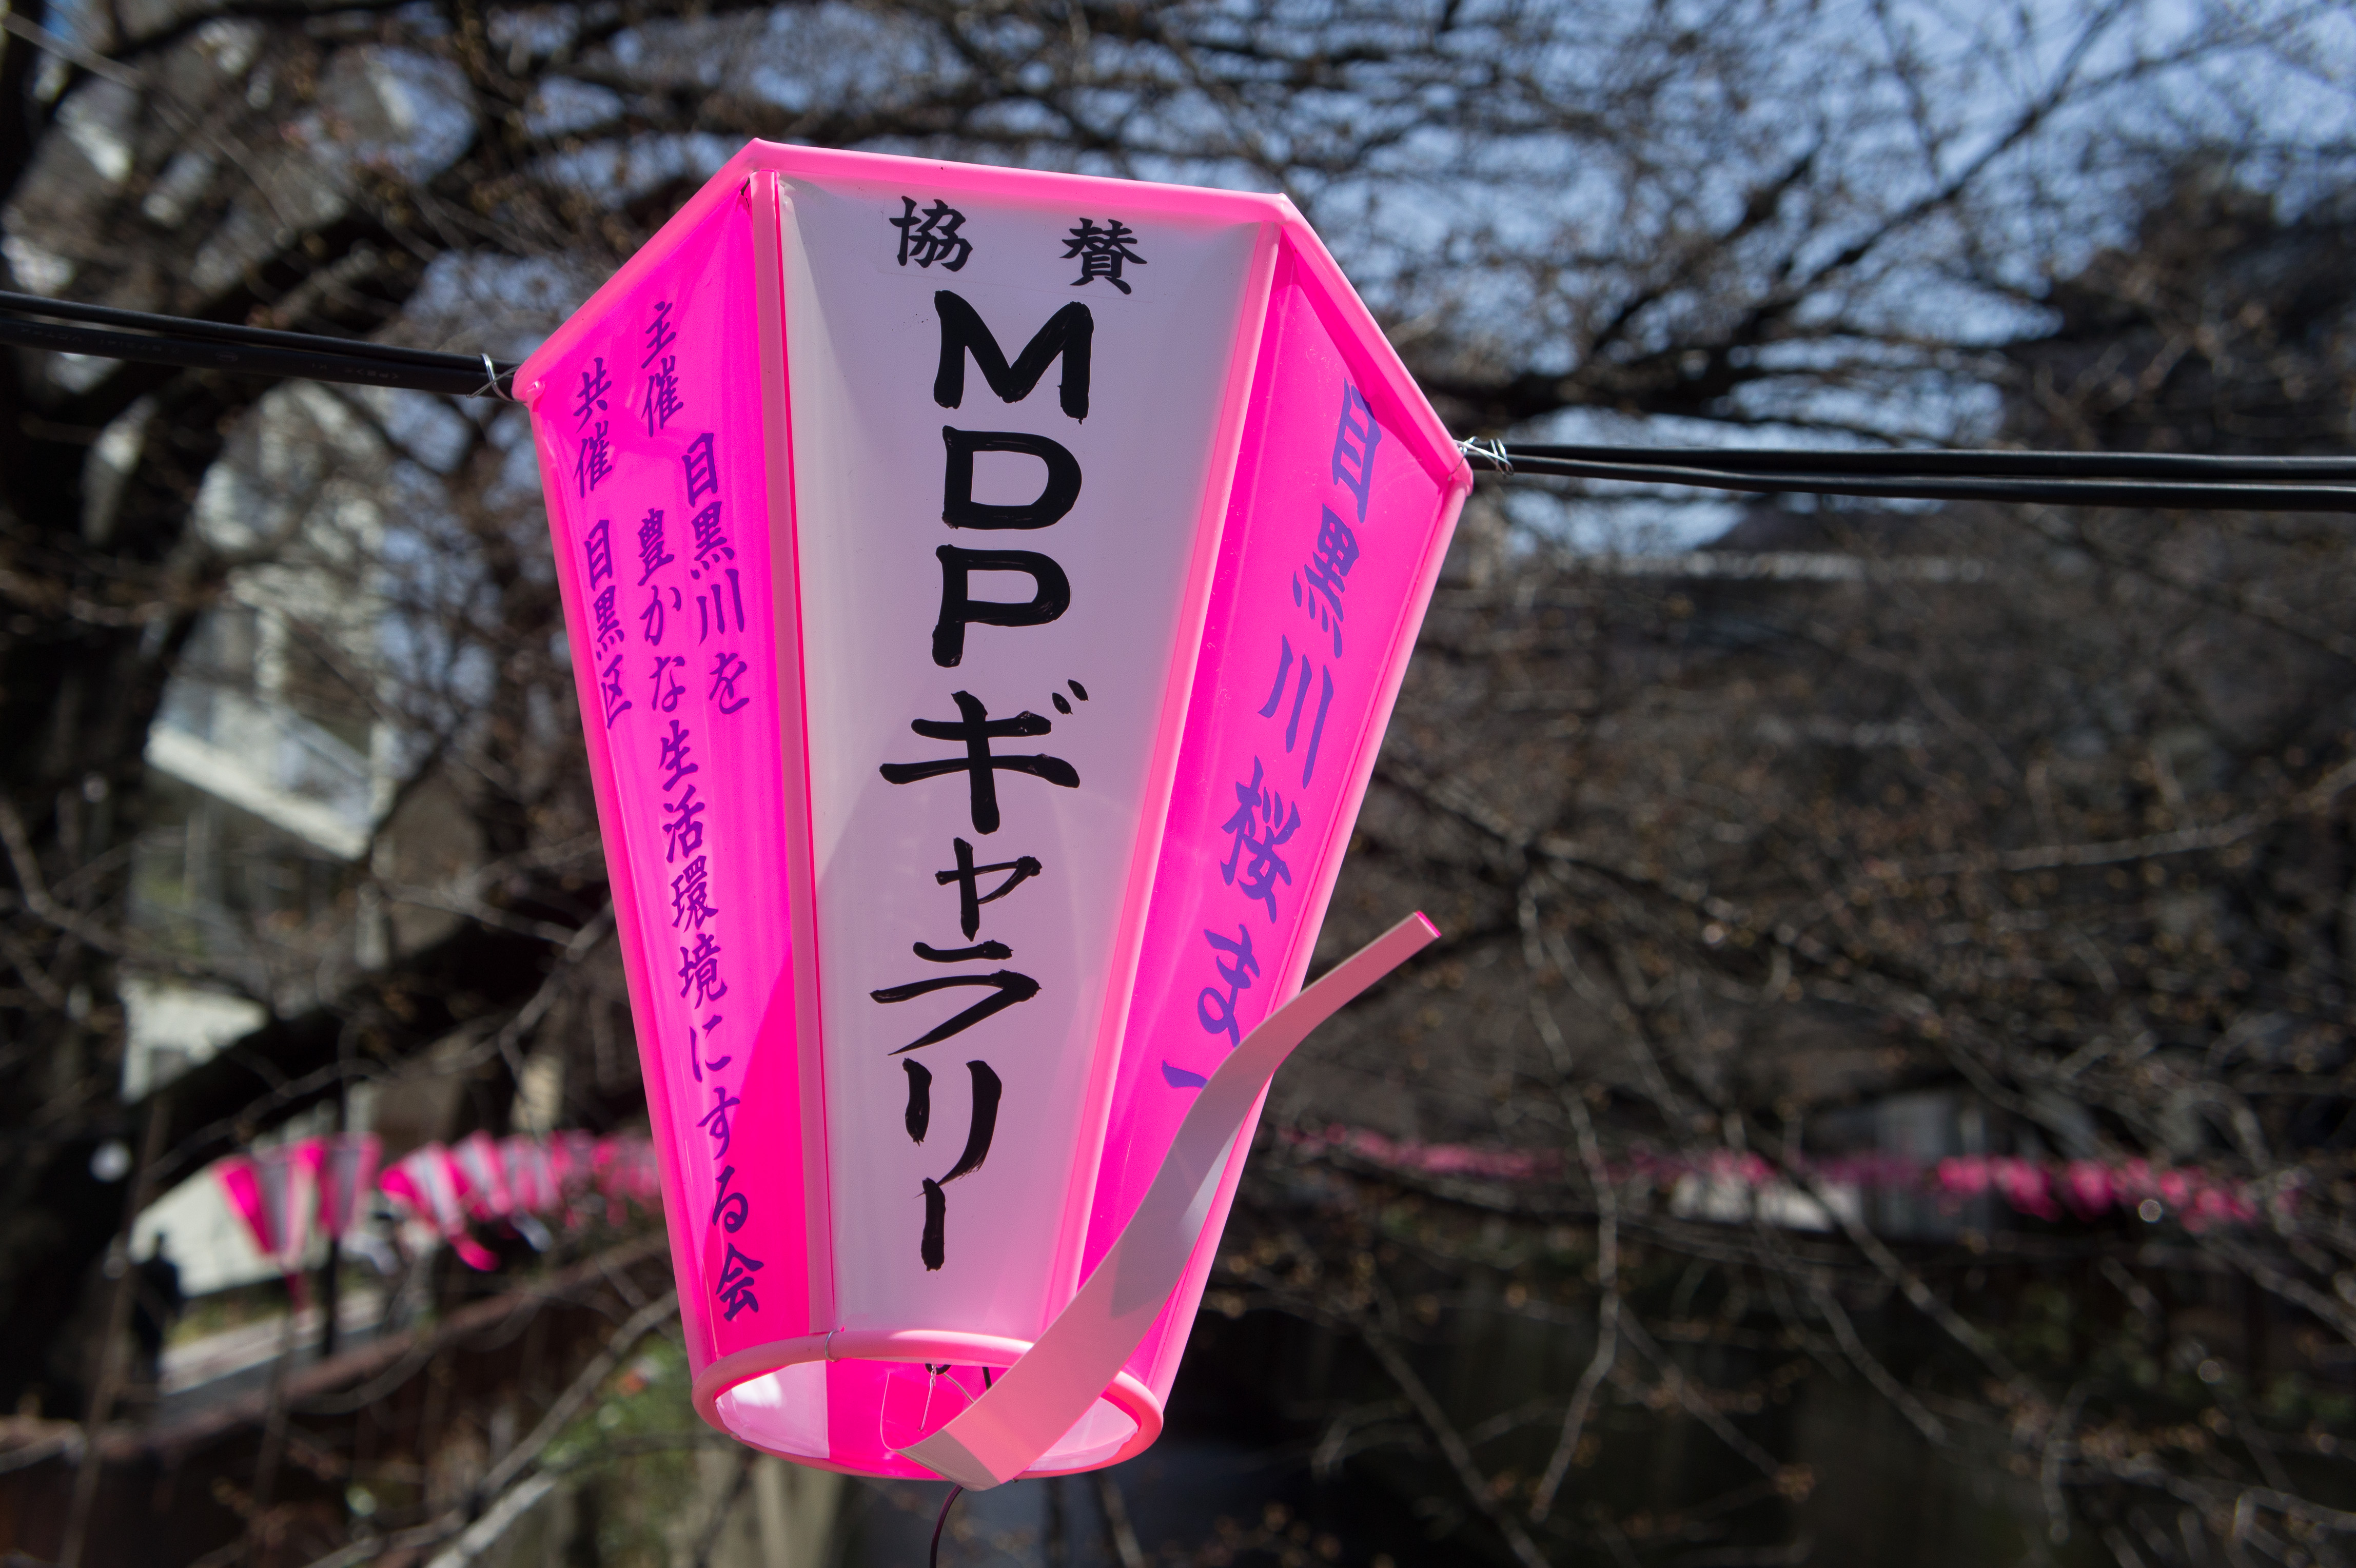 協賛
MDPギャラリー
主催
目黒川を
豊かな生活環境にする会
共催 目黒区
目黒川桜ま